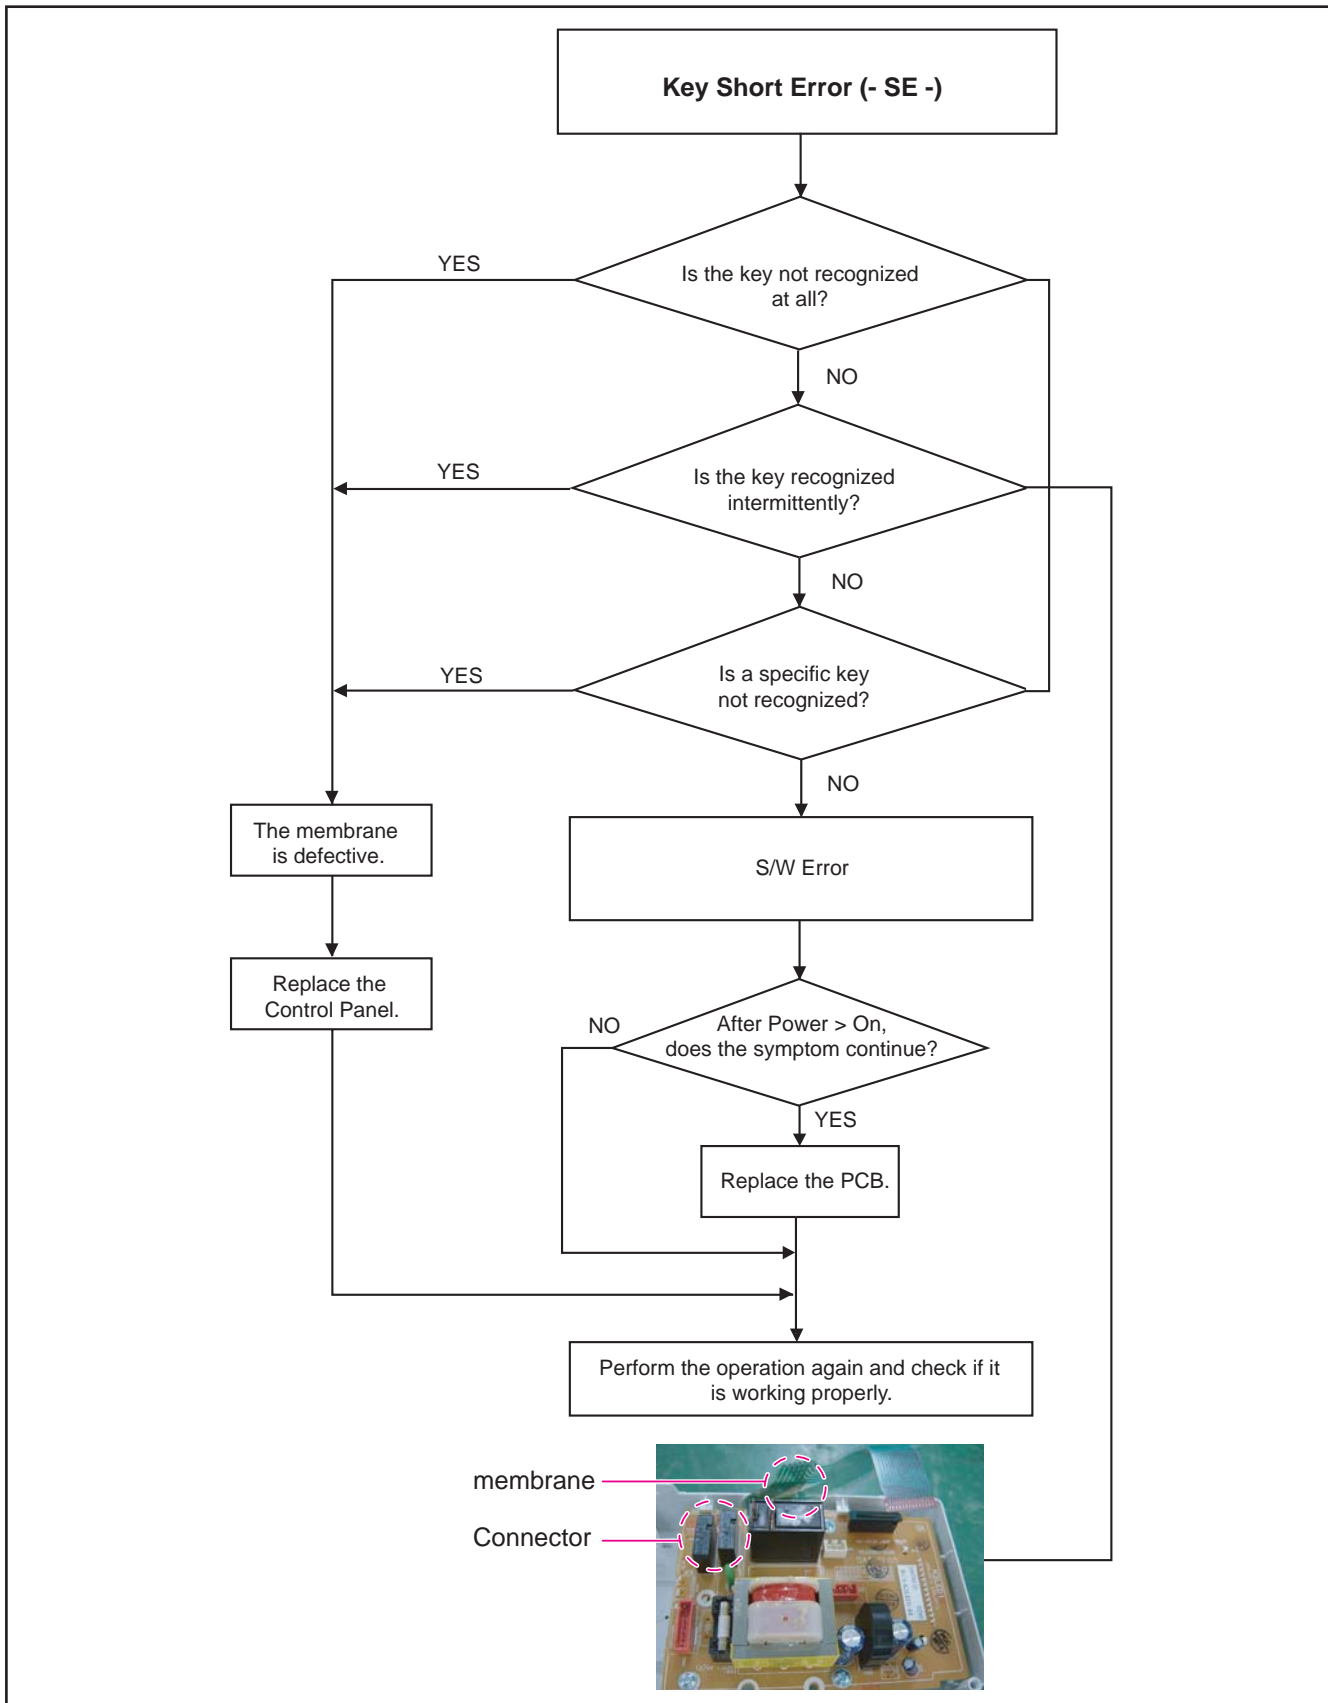 Key Short Error (- SE -)
YES
Is the key not recognized
at all?
NO
YES
Is the key recognized
intermittently?
NO
YES
Is a specific key
not recognized?
NO
The membrane
is defective.
S/W Error
Replace the
Control Panel.
NO
After Power > On,
does the symptom continue?
YES
Replace the PCB.
Perform the operation again and check if it
is working properly.
membrane
Connector